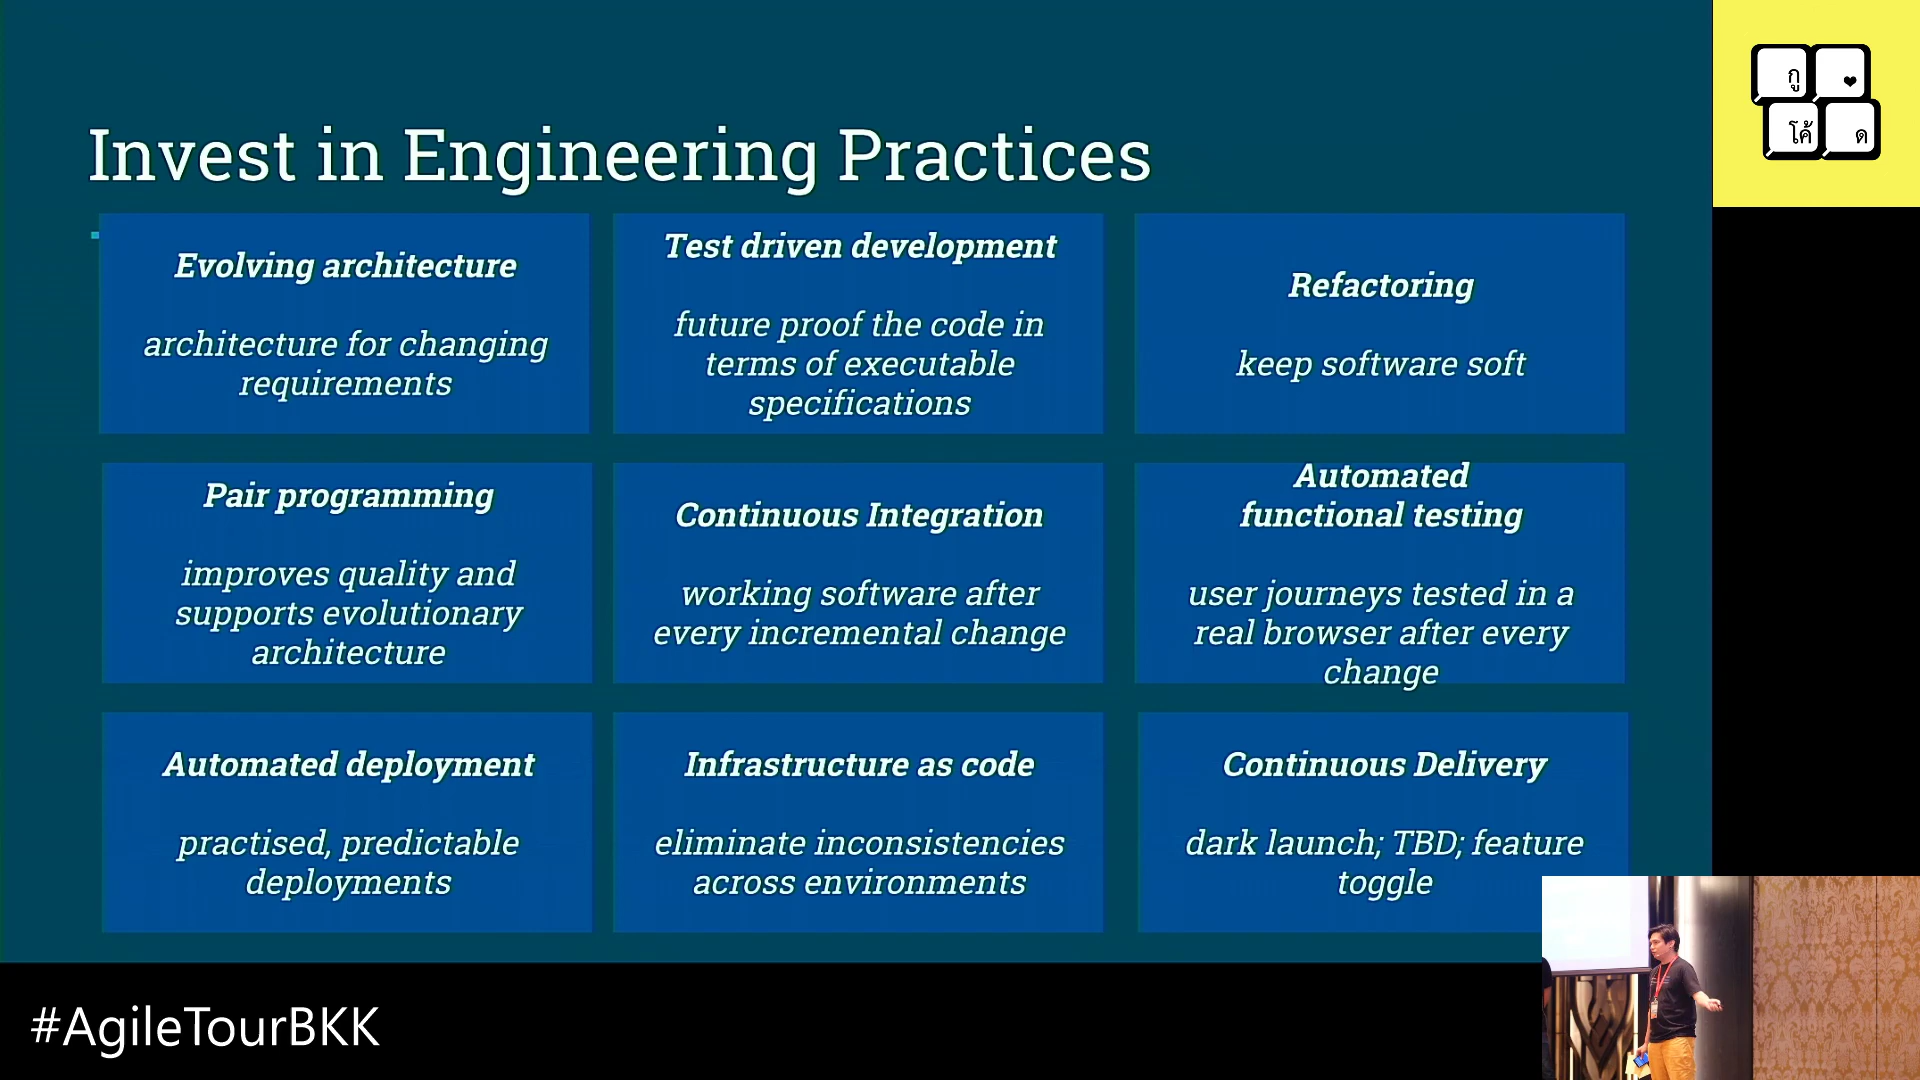 Invest in Engineering Practices
Evolving architecture
architecture for changing
requirements
Test driven development
future proof the code in
terms of executable
specifications
Refactoring
keep software soft
Pair programming
improves quality and
supports evolutionary
architecture
Continuous Integration
working software after
every incremental change
Automated
functional testing
user journeys tested in a
real browser after every
change
Automated deployment
practised, predictable
deployments
Infrastructure as code
eliminate inconsistencies
across environments
Continuous Delivery
dark launch; TBD; feature
toggle
กู ❤
โค้ ด
#AgileTourBKK